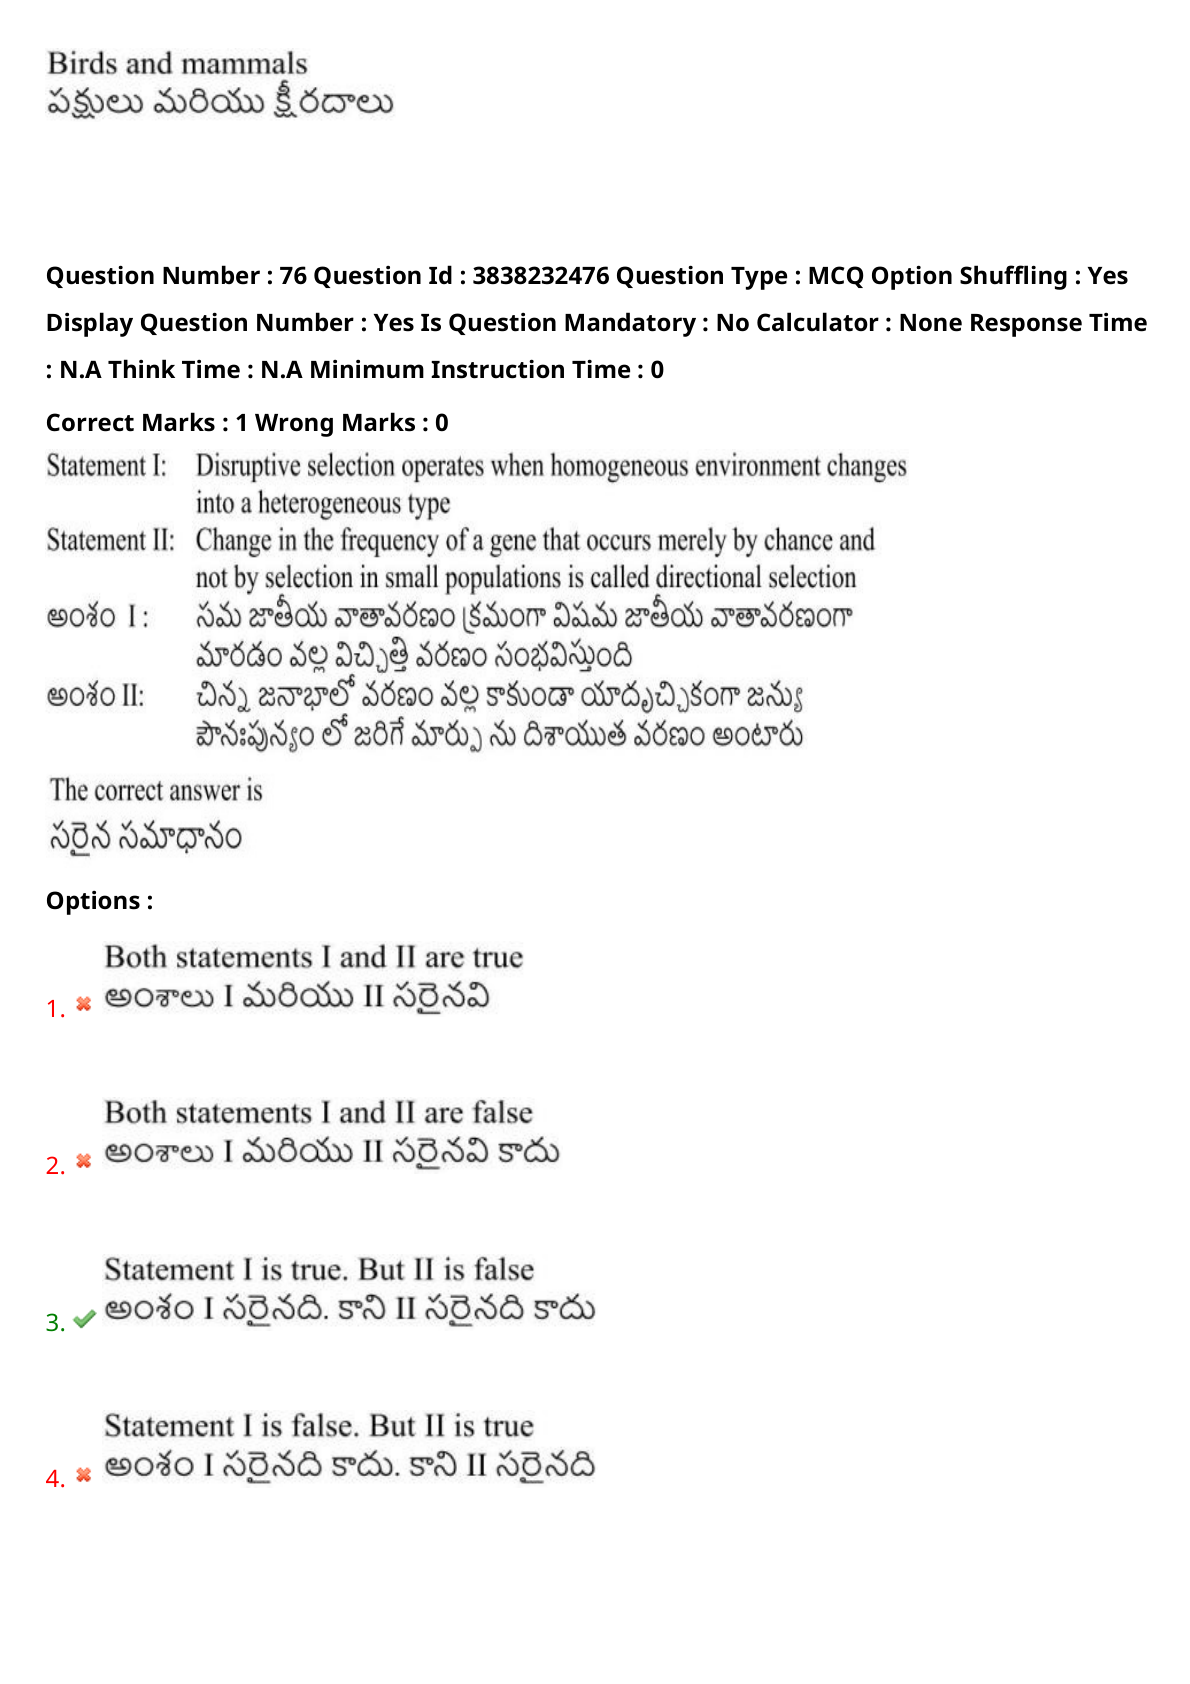 Birds and mammals
పక్షులు మరియు క్షీరదాలు
Question Number : 76 Question Id : 3838232476 Question Type : MCQ Option Shuffling : Yes
Display Question Number : Yes Is Question Mandatory : No Calculator : None Response Time
: N.A Think Time : N.A Minimum Instruction Time : 0
Correct Marks : 1 Wrong Marks : 0
Statement I: Disruptive selection operates when homogeneous environment changes
into a heterogeneous type
Statement II: Change in the frequency of a gene that occurs merely by chance and
not by selection in small populations is called directional selection
అంశం I : సమ జాతీయ వాతావరణం క్రమంగా విషమ జాతీయ వాతావరణంగా
మారడం వల్ల విచ్చిత్తి వరణం సంభవిస్తుంది
అంశం II: చిన్న జనాభాలో వరణం వల్ల కాకుండా యాదృచ్చికంగా జన్యు
పౌనఃపున్యం లో జరిగే మార్పు ను దిశాయుత వరణం అంటారు
The correct answer is
సరైన సమాధానం
Options :
Both statements I and II are true
1. అంశాలు I మరియు II సరైనవి
Both statements I and II are false
2. అంశాలు I మరియు II సరైనవి కాదు
Statement I is true. But II is false
3. అంశం I సరైనది. కాని II సరైనది కాదు
Statement I is false. But II is true
4. అంశం I సరైనది కాదు. కాని II సరైనది